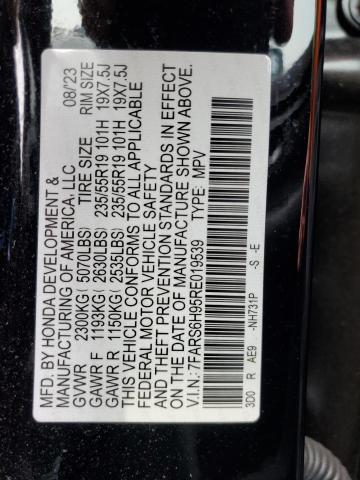 MFD. BY HONDA DEVELOPMENT & 08/23
MANUFACTURING OF AMERICA, LLC
TIRE SIZE RIM SIZE
GVWR 2300KG( 5070LBS)
GAWR F 1193KG( 2630LBS) 235/55R19 101H 19X7.5J
GAWR R 1150KG( 2535LBS) 235/55R19 101H 19X7.5J
THIS VEHICLE CONFORMS TO ALL APPLICABLE
FEDERAL MOTOR VEHICLE SAFETY
AND THEFT PREVENTION STANDARDS IN EFFECT
ON THE DATE OF MANUFACTURE SHOWN ABOVE.
V.I.N.:7FARS6H95RE019539 TYPE: MPV
3D0 R AE9 -NH731P -S -E